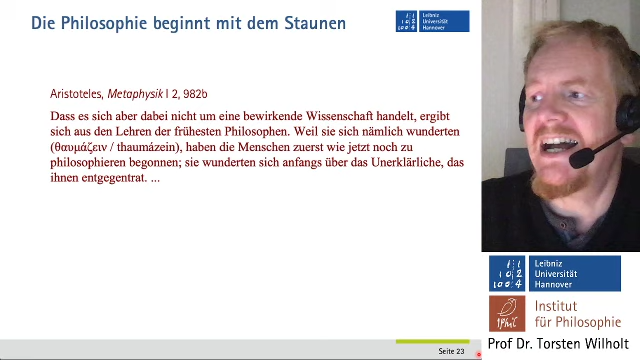 Die Philosophie beginnt mit dem Staunen
Leibniz
Universität
Hannover
Aristoteles, Metaphysik I 2, 982b
Dass es sich aber dabei nicht um eine bewirkende Wissenschaft handelt, ergibt
sich aus den Lehren der frühesten Philosophen. Weil sie sich nämlich wunderten
(θαυμάζειν / thaumázein), haben die Menschen zuerst wie jetzt noch zu
philosophieren begonnen; sie wunderten sich anfangs über das Unerklärliche, das
ihnen entgegentrat. ...
Seite 23
Leibniz
Universität
Hannover
Institut
für Philosophie
Prof Dr. Torsten Wilholt